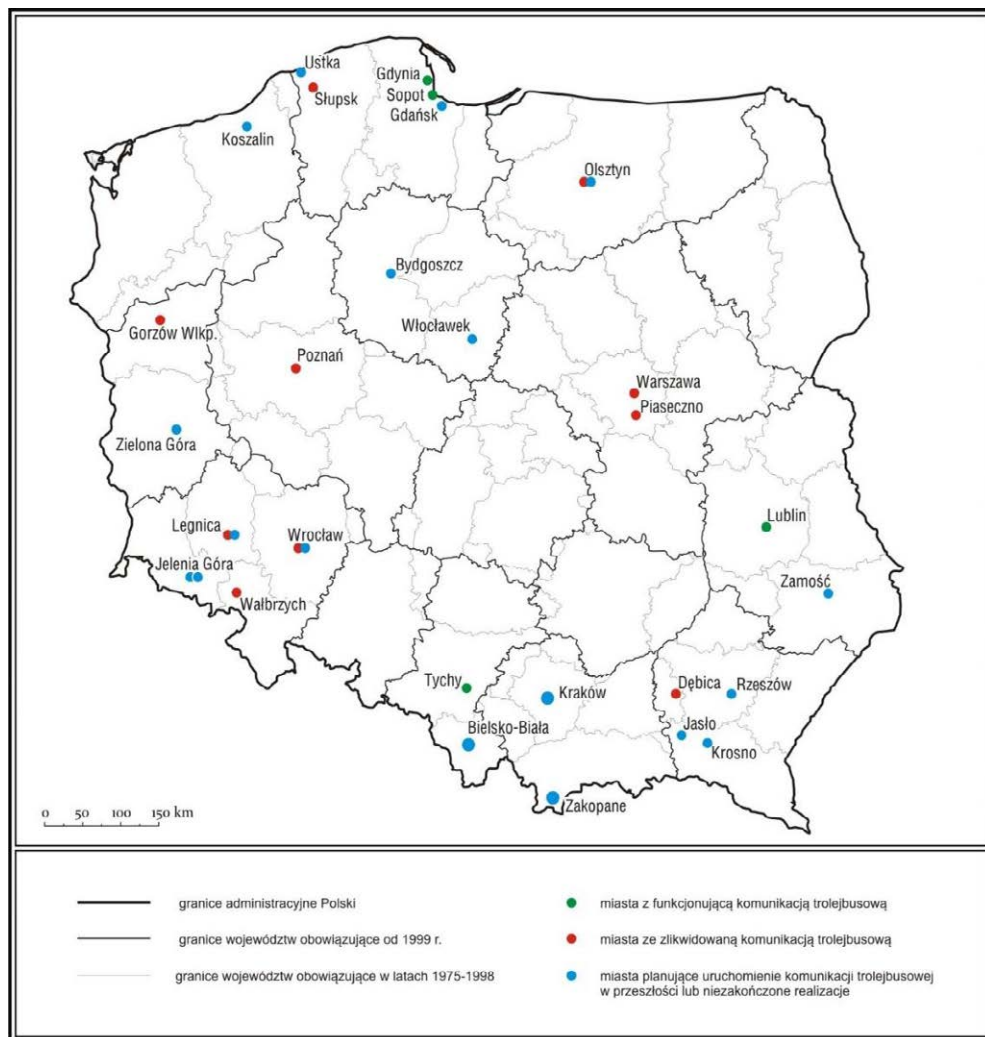 Ustka
Gdynia
Słupsk
Sopot
Gdańsk
Koszalin
Olsztyn
Bydgoszcz
Włocławek
Gorzów Wlkp.
Poznań
Warszawa
Piaseczno
Zielona Góra
Lublin
Legnica
Wrocław
Jelenia Góra
Zamość
Wałbrzych
Tychy
Kraków
Dębica
Rzeszów
Bielsko-Biała
Jasło
Krosno
Zakopane
0 50 100 150 km
granice administracyjne Polski
granice województw obowiązujące od 1999 r.
granice województw obowiązujące w latach 1975-1998
miasta z funkcjonującą komunikacją trolejbusową
miasta ze zlikwidowaną komunikacją trolejbusową
miasta planujące uruchomienie komunikacji trolejbusowej
w przeszłości lub niezakończone realizacje